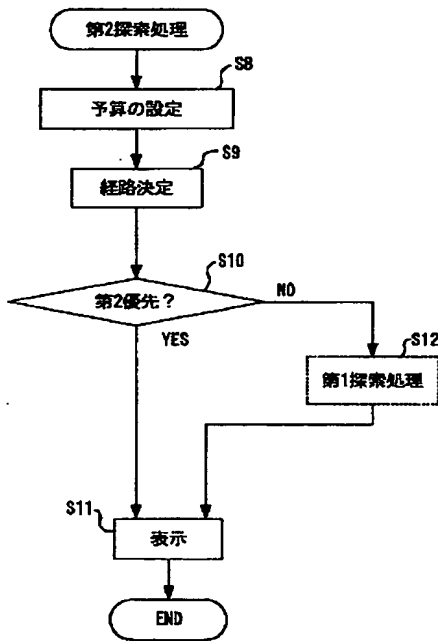 第2探索処理
S8
予算の設定
S9
経路決定
S10
第2優先?
NO
YES
S12
第1探索処理
S11
表示
END